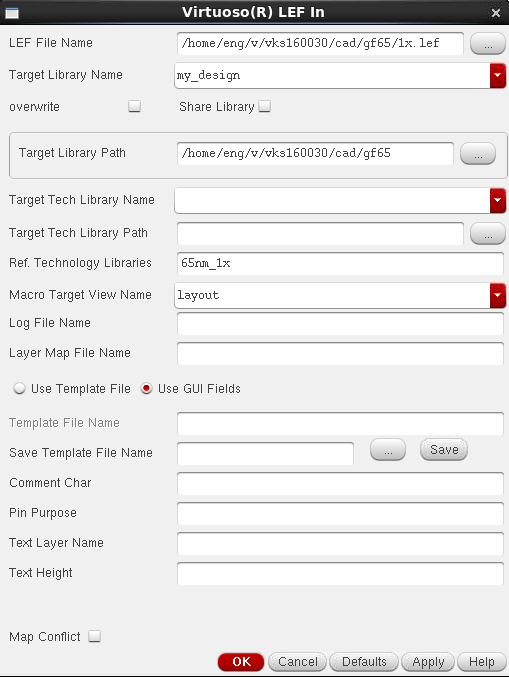 Virtuoso(R) LEF In
LEF File Name /home/eng/v/vks160030/cad/gf65/1x.lef ...
Target Library Name my_design
overwrite Share Library
Target Library Path /home/eng/v/vks160030/cad/gf65 ...
Target Tech Library Name
Target Tech Library Path ...
Ref. Technology Libraries 65nm_1x
Macro Target View Name layout
Log File Name
Layer Map File Name
Use Template File Use GUI Fields
Template File Name
Save Template File Name ... Save
Comment Char
Pin Purpose
Text Layer Name
Text Height
Map Conflict
OK Cancel Defaults Apply Help